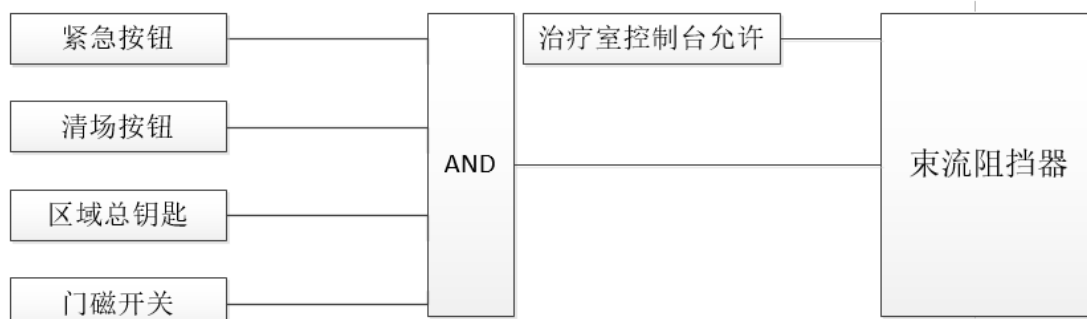 紧急按钮
治疗室控制台允许
清场按钮
AND
束流阻挡器
区域总钥匙
门磁开关